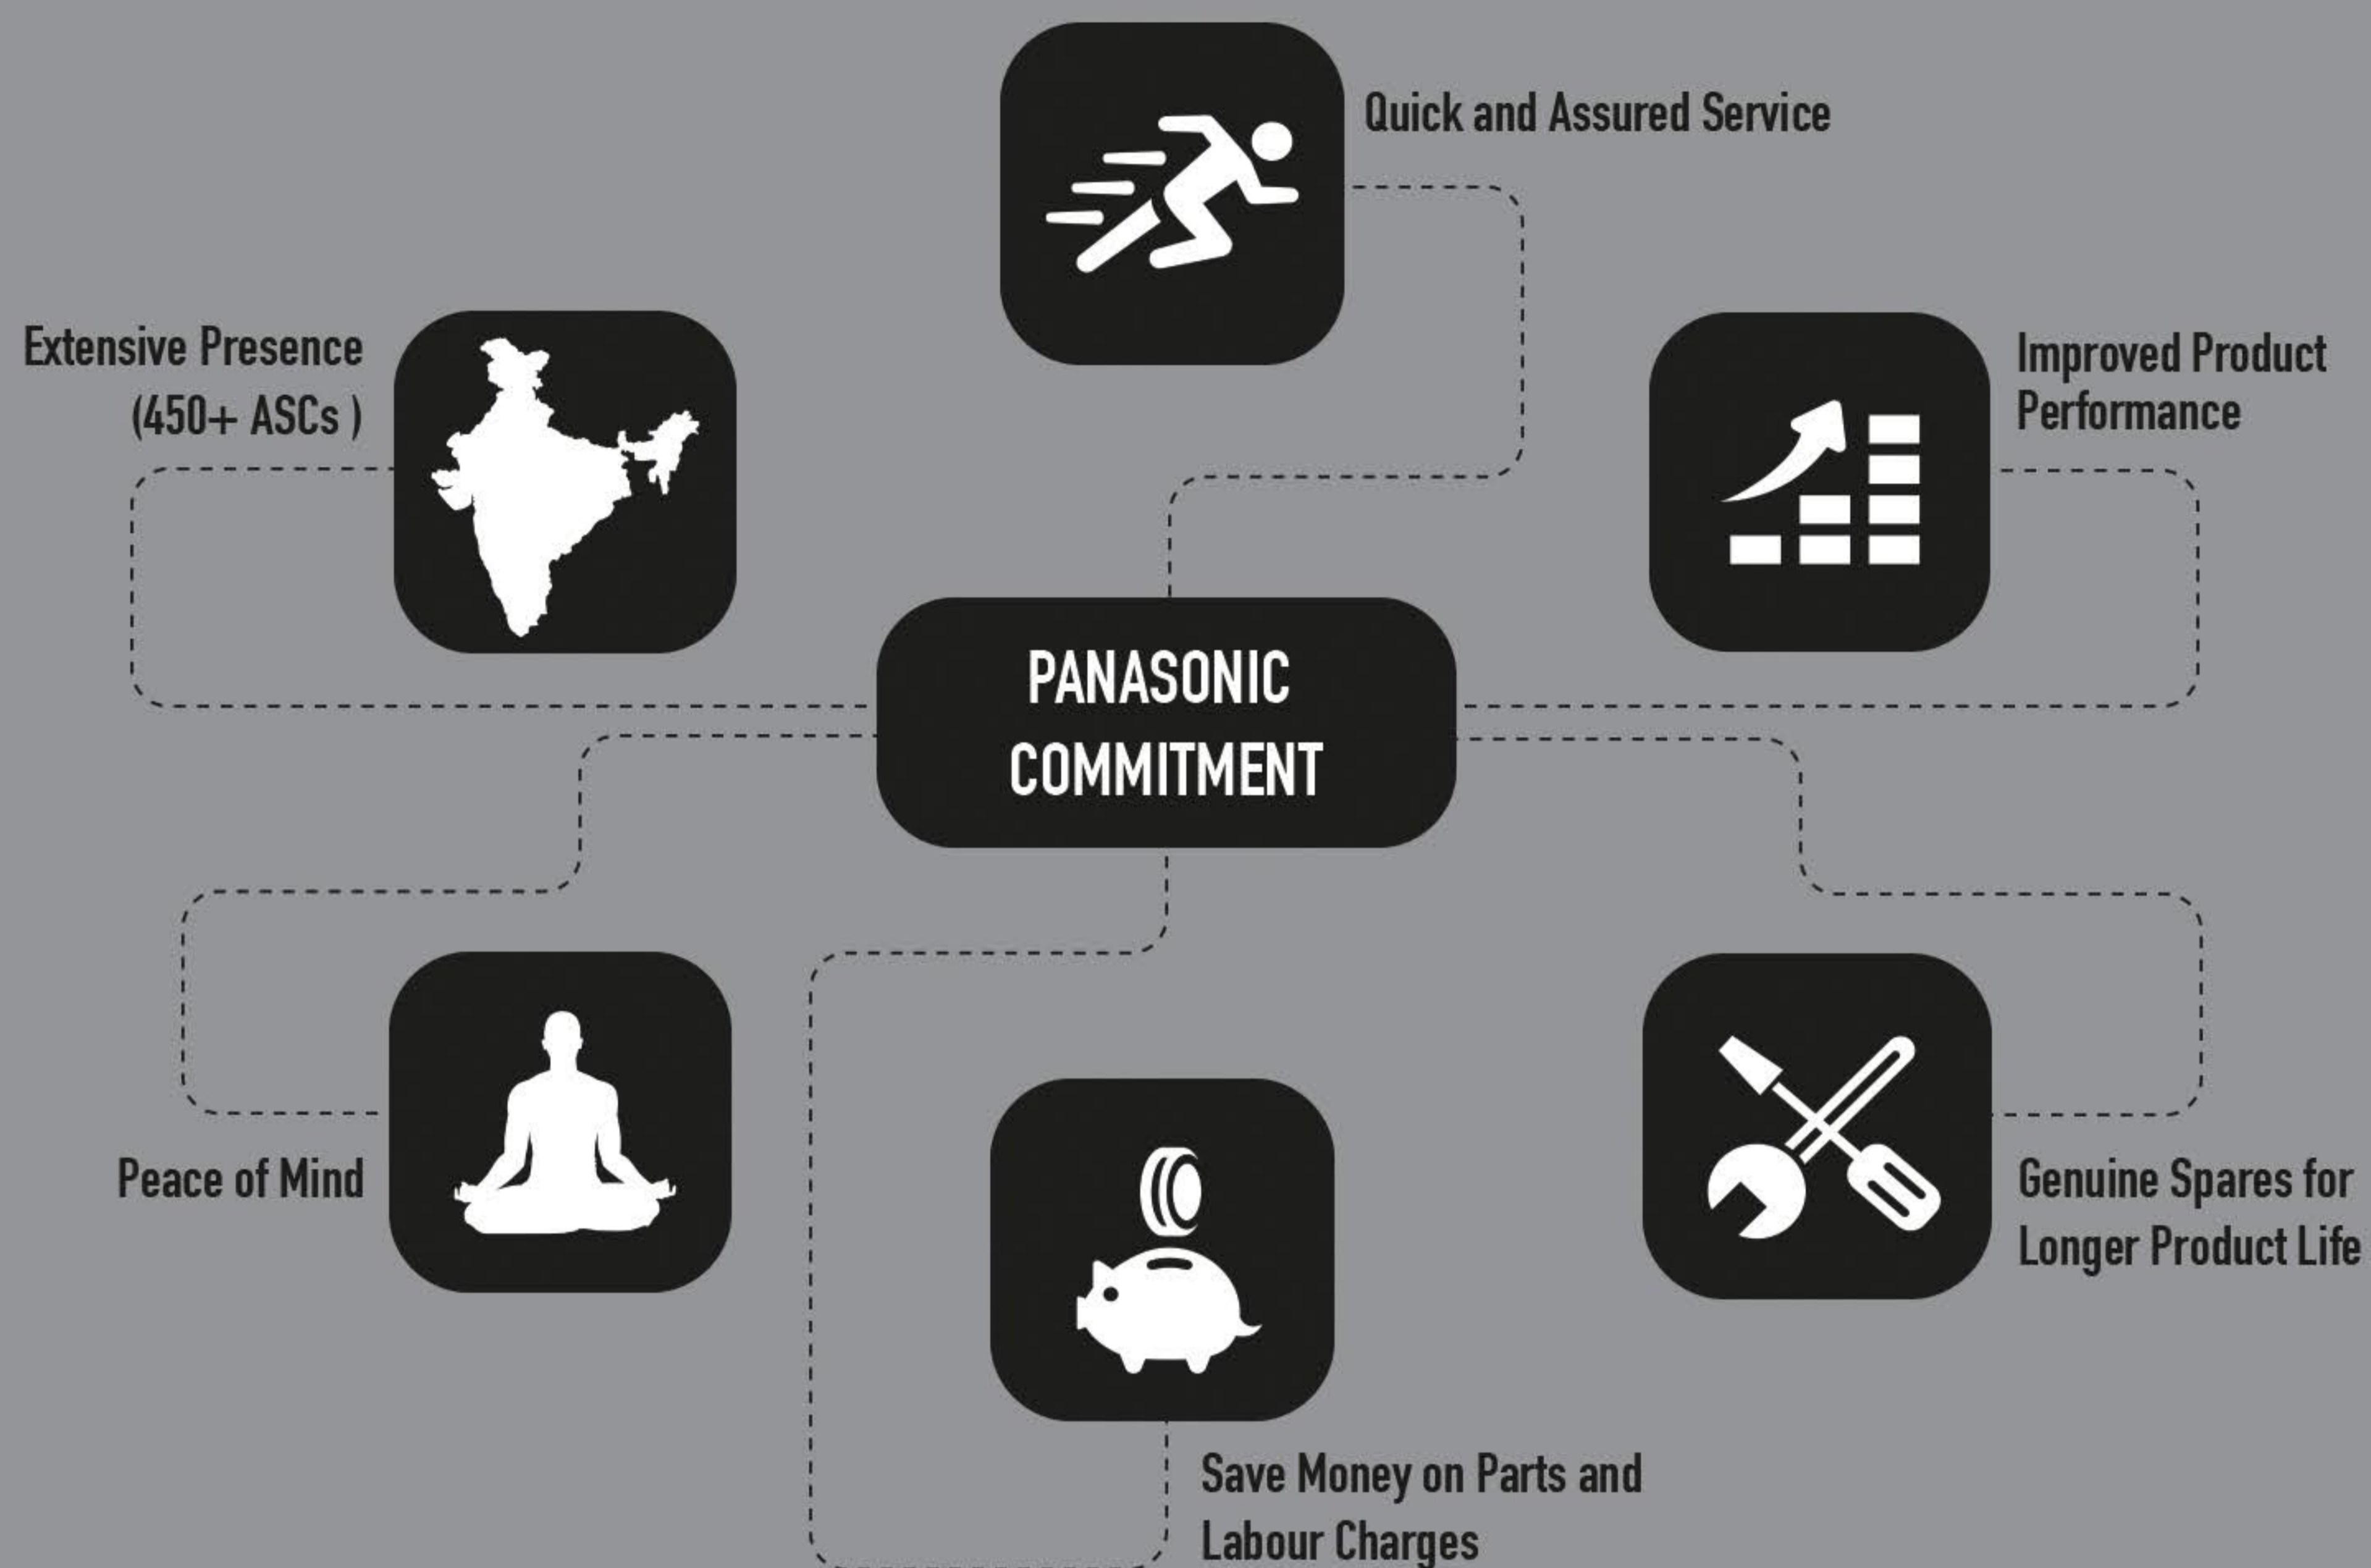 Quick and Assured Service
Extensive Presence
(450+ ASCs )
Improved Product
Performance
PANASONIC
COMMITMENT
Peace of Mind
Genuine Spares for
Longer Product Life
Save Money on Parts and
Labour Charges